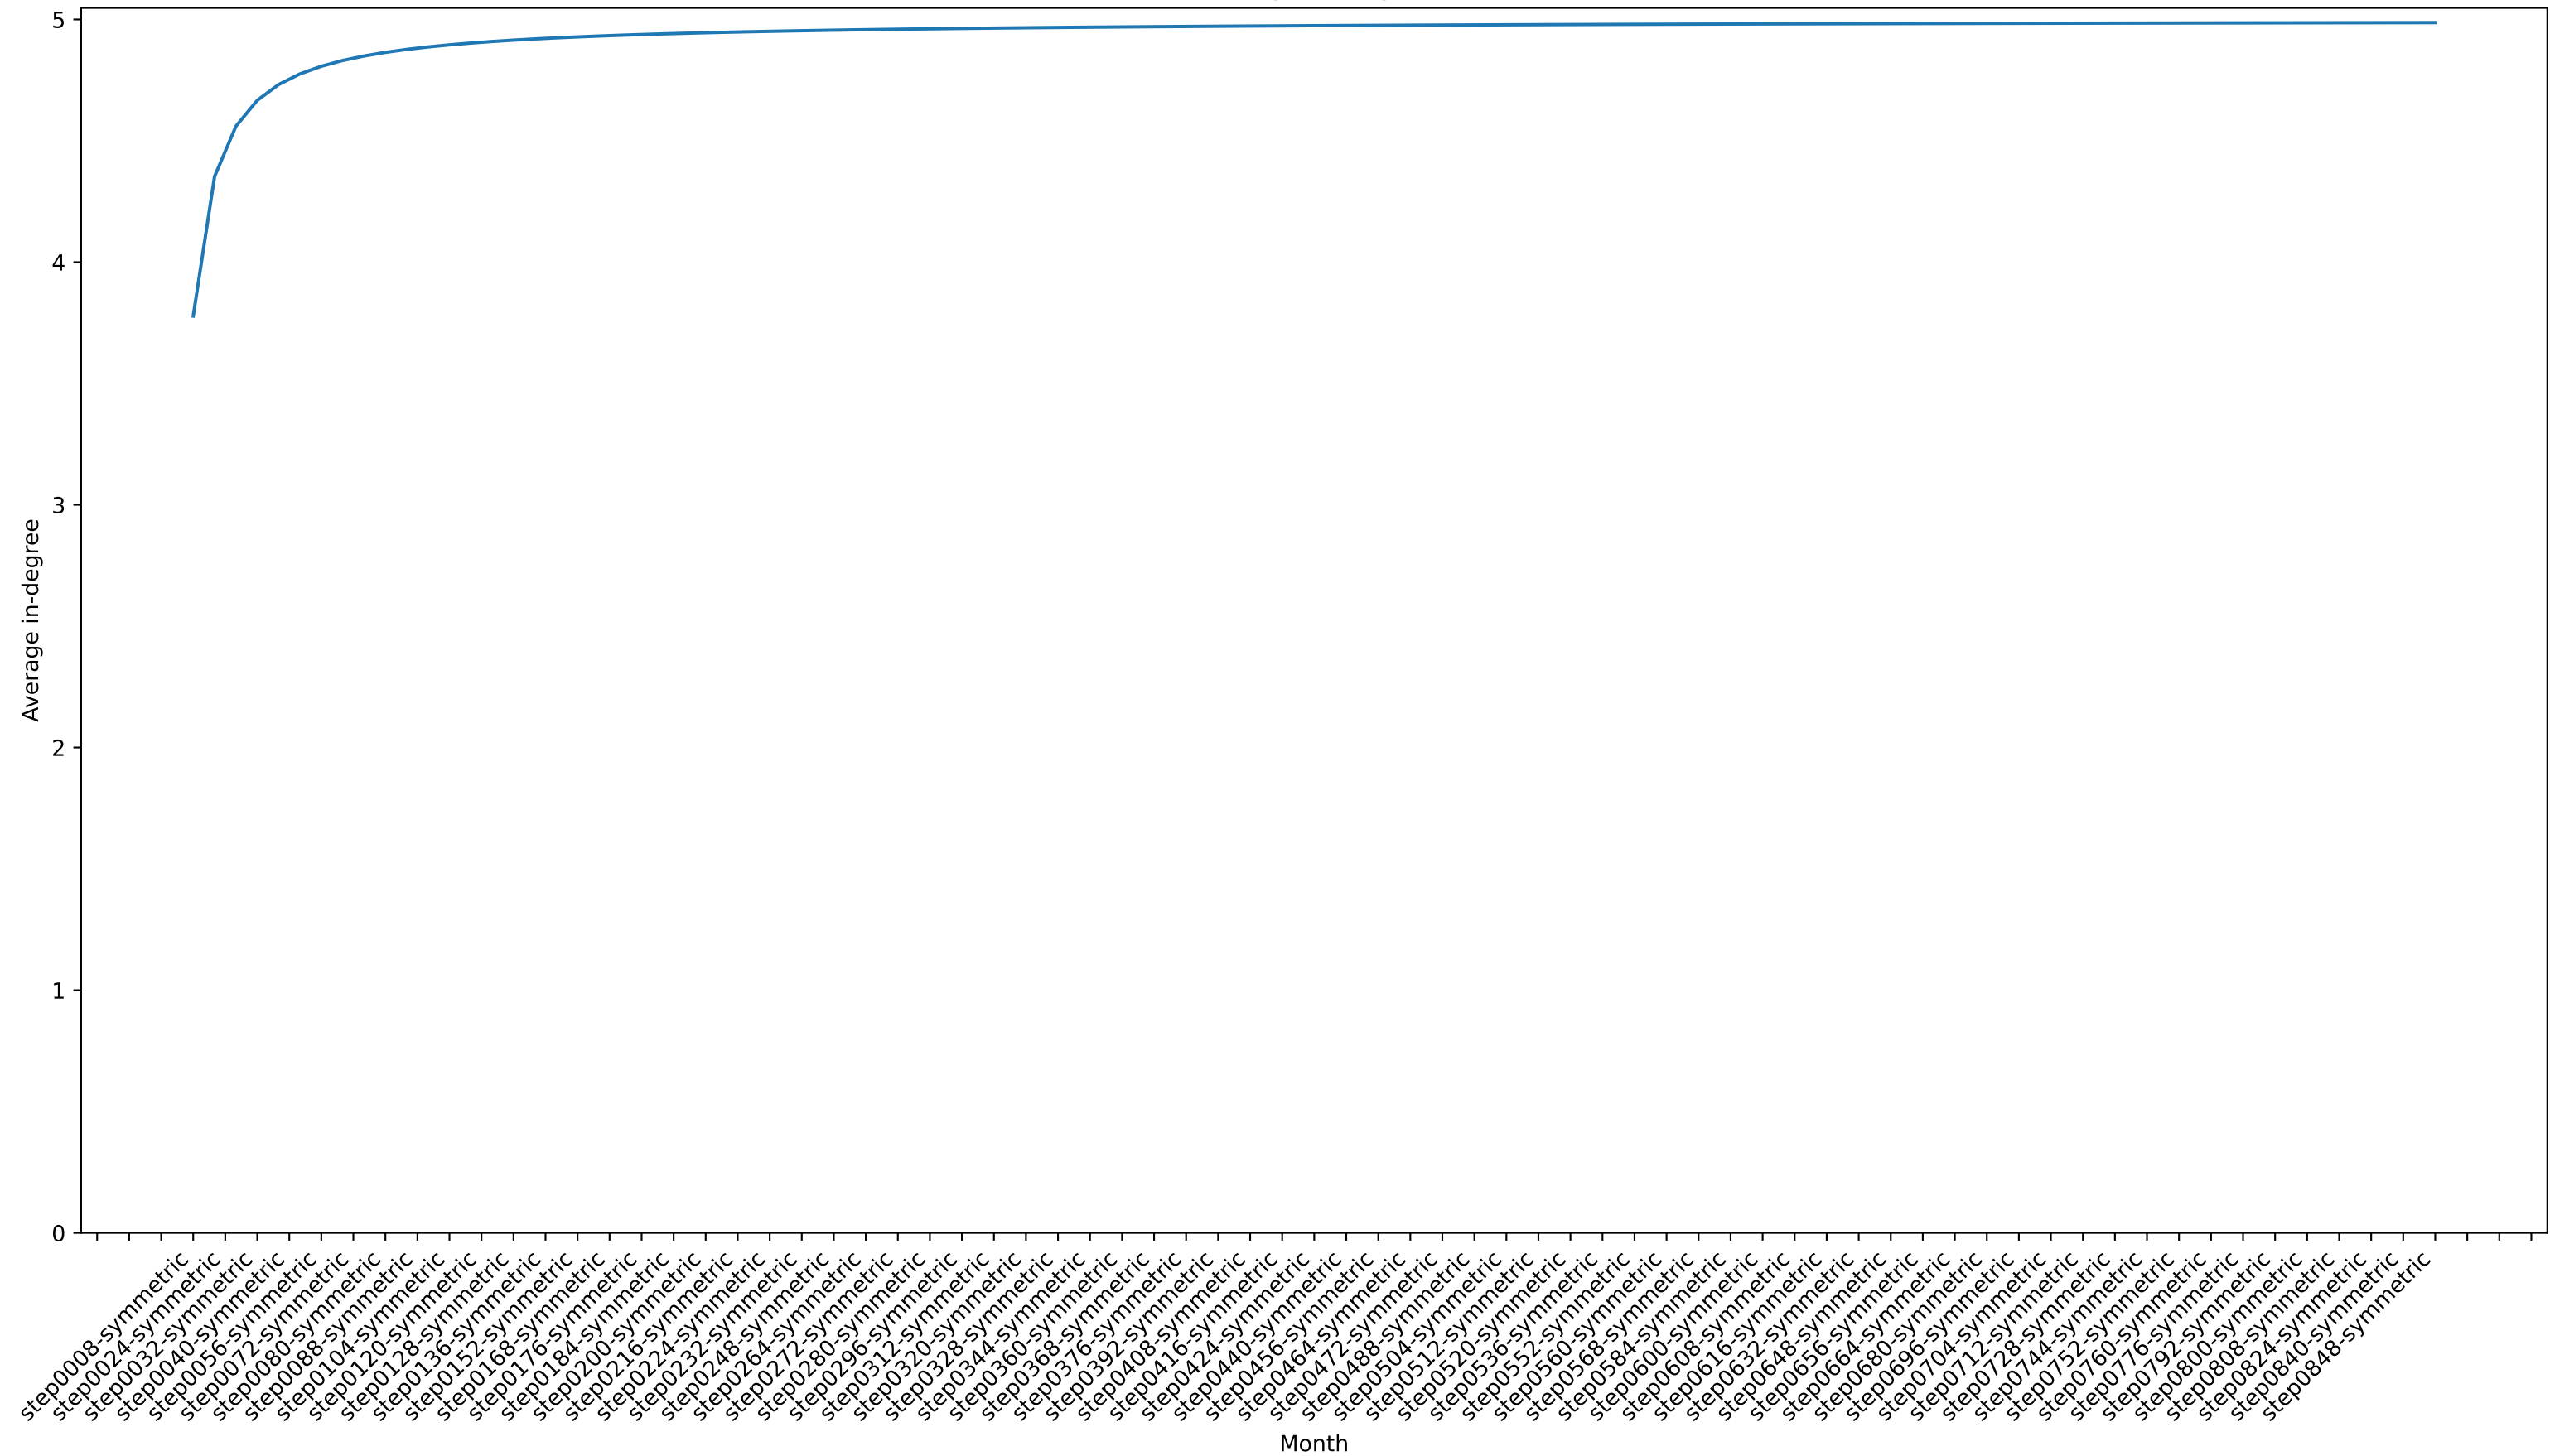 5
4
3
2
1
0
Average in-degree
step0008-symmetric
step0024-symmetric
step0032-symmetric
step0040-symmetric
step0056-symmetric
step0072-symmetric
step0080-symmetric
step0088-symmetric
step0104-symmetric
step0120-symmetric
step0128-symmetric
step0136-symmetric
step0152-symmetric
step0168-symmetric
step0176-symmetric
step0184-symmetric
step0200-symmetric
step0216-symmetric
step0224-symmetric
step0232-symmetric
step0248-symmetric
step0264-symmetric
step0272-symmetric
step0280-symmetric
step0296-symmetric
step0312-symmetric
step0320-symmetric
step0328-symmetric
step0344-symmetric
step0360-symmetric
step0368-symmetric
step0376-symmetric
step0392-symmetric
step0408-symmetric
step0416-symmetric
step0424-symmetric
step0440-symmetric
step0456-symmetric
step0464-symmetric
step0472-symmetric
step0488-symmetric
step0504-symmetric
step0512-symmetric
step0520-symmetric
step0536-symmetric
step0552-symmetric
step0560-symmetric
step0568-symmetric
step0584-symmetric
step0600-symmetric
step0608-symmetric
step0616-symmetric
step0632-symmetric
step0648-symmetric
step0656-symmetric
step0664-symmetric
step0680-symmetric
step0696-symmetric
step0704-symmetric
step0712-symmetric
step0728-symmetric
step0744-symmetric
step0752-symmetric
step0760-symmetric
step0776-symmetric
step0792-symmetric
step0800-symmetric
step0808-symmetric
step0824-symmetric
step0840-symmetric
step0848-symmetric
Month